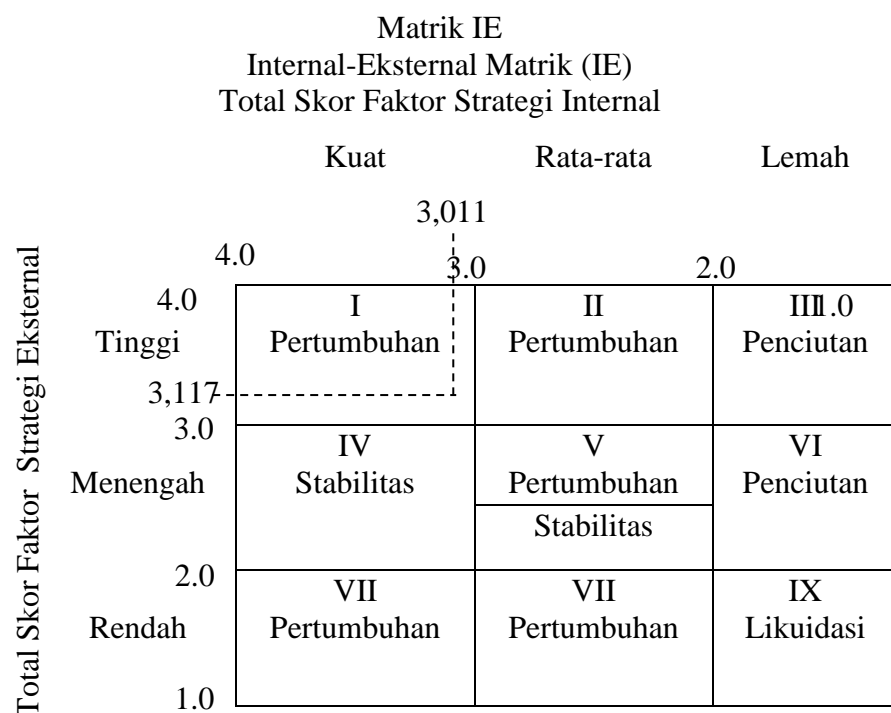 Matrik IE
Internal-Eksternal Matrik (IE)
Total Skor Faktor Strategi Internal
Kuat Rata-rata Lemah
3,011
4.0 3.0 2.0
4.0 I II III 1.0
Tinggi Pertumbuhan Pertumbuhan Penciutan
3,117
3.0
IV V VI
Menengah Stabilitas Pertumbuhan Penciutan
Stabilitas
2.0
VII VII IX
Rendah Pertumbuhan Pertumbuhan Likuidasi
1.0
Total Skor Faktor Strategi Eksternal